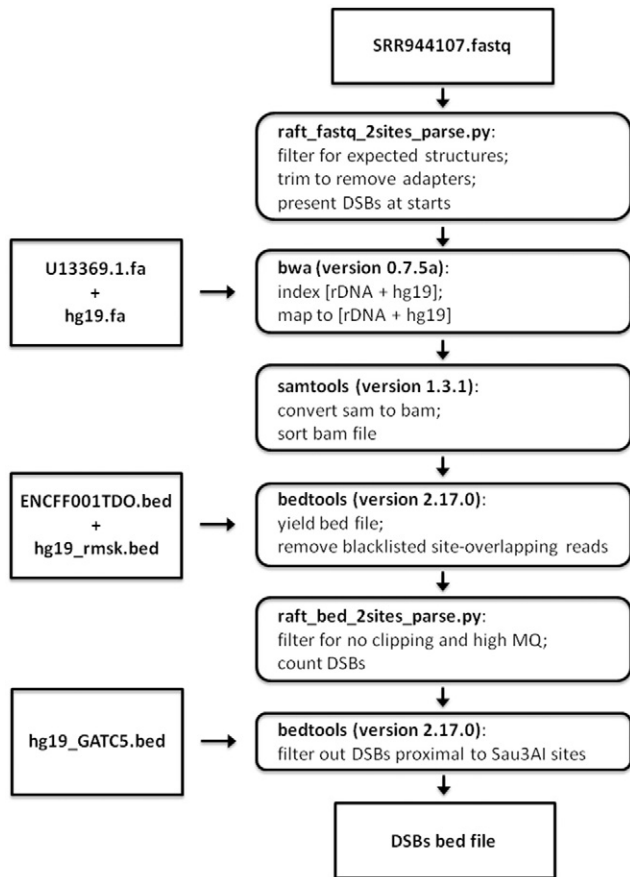 SRR944107.fastq
raft_fastq_2sites_parse.py:
filter for expected structures;
trim to remove adapters;
present DSBs at starts
U13369.1.fa
+
hg19.fa
bwa (version 0.7.5a):
index [rDNA + hg19];
map to [rDNA + hg19]
samtools (version 1.3.1):
convert sam to bam;
sort bam file
ENCFF001TDO.bed
+
hg19_rmsk.bed
bedtools (version 2.17.0):
yield bed file;
remove blacklisted site-overlapping reads
raft_bed_2sites_parse.py:
filter for no clipping and high MQ;
count DSBs
hg19_GATC5.bed
bedtools (version 2.17.0):
filter out DSBs proximal to Sau3AI sites
DSBs bed file